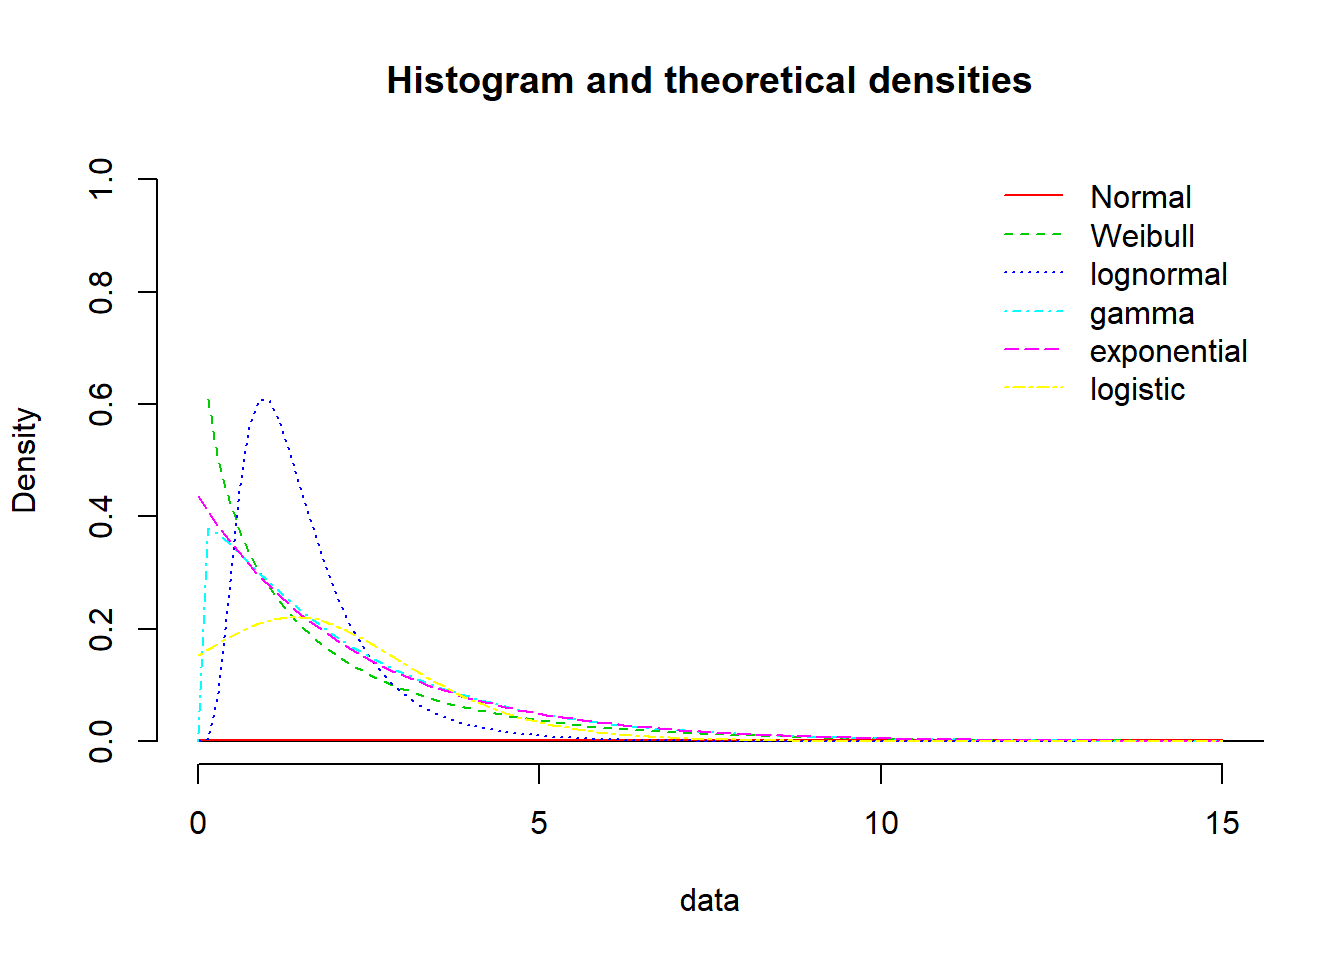 Histogram and theoretical densities
1.0
0.8
0.6
0.4
0.2
0.0
Density
Normal
Weibull
lognormal
gamma
exponential
logistic
0 5 10 15
data